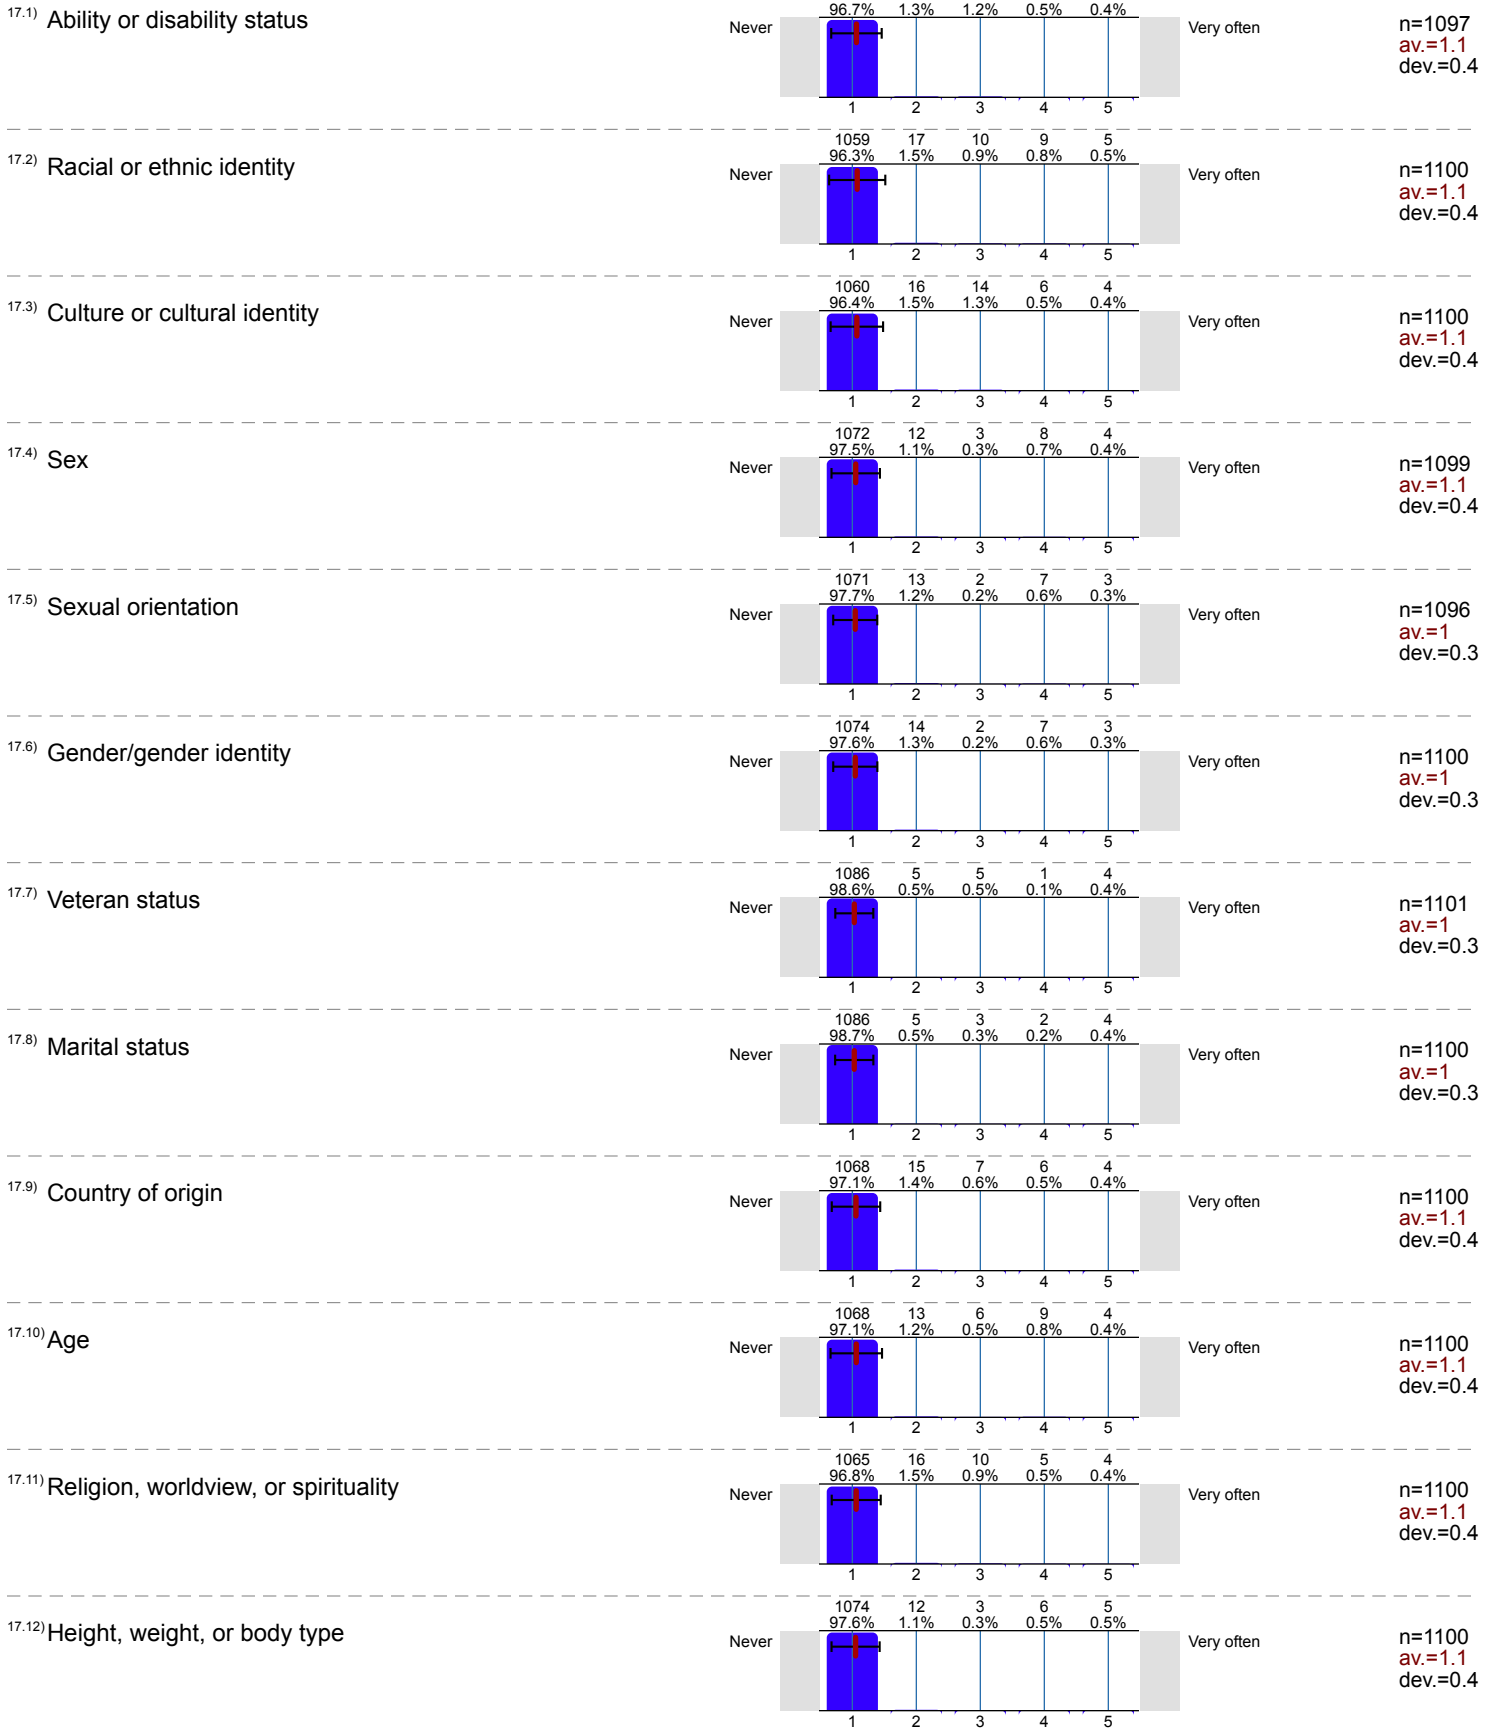 17.1) Ability or disability status
96.7% 1.3% 1.2% 0.5% 0.4%
Never Very often
n=1097
av.=1.1
dev.=0.4
1 2 3 4 5
17.2) Racial or ethnic identity
1059 17 10 9 5
96.3% 1.5% 0.9% 0.8% 0.5%
Never Very often
n=1100
av.=1.1
dev.=0.4
1 2 3 4 5
17.3) Culture or cultural identity
1060 16 14 6 4
96.4% 1.5% 1.3% 0.5% 0.4%
Never Very often
n=1100
av.=1.1
dev.=0.4
1 2 3 4 5
17.4) Sex
1072 12 3 8 4
97.5% 1.1% 0.3% 0.7% 0.4%
Never Very often
n=1099
av.=1.1
dev.=0.4
1 2 3 4 5
17.5) Sexual orientation
1071 13 2 7 3
97.7% 1.2% 0.2% 0.6% 0.3%
Never Very often
n=1096
av.=1
dev.=0.3
1 2 3 4 5
17.6) Gender/gender identity
1074 14 2 7 3
97.6% 1.3% 0.2% 0.6% 0.3%
Never Very often
n=1100
av.=1
dev.=0.3
1 2 3 4 5
17.7) Veteran status
1086 5 5 1 4
98.6% 0.5% 0.5% 0.1% 0.4%
Never Very often
n=1101
av.=1
dev.=0.3
1 2 3 4 5
17.8) Marital status
1086 5 3 2 4
98.7% 0.5% 0.3% 0.2% 0.4%
Never Very often
n=1100
av.=1
dev.=0.3
1 2 3 4 5
17.9) Country of origin
1068 15 7 6 4
97.1% 1.4% 0.6% 0.5% 0.4%
Never Very often
n=1100
av.=1.1
dev.=0.4
1 2 3 4 5
17.10) Age
1068 13 6 9 4
97.1% 1.2% 0.5% 0.8% 0.4%
Never Very often
n=1100
av.=1.1
dev.=0.4
1 2 3 4 5
17.11) Religion, worldview, or spirituality
1065 16 10 5 4
96.8% 1.5% 0.9% 0.5% 0.4%
Never Very often
n=1100
av.=1.1
dev.=0.4
1 2 3 4 5
17.12) Height, weight, or body type
1074 12 3 6 5
97.6% 1.1% 0.3% 0.5% 0.5%
Never Very often
n=1100
av.=1.1
dev.=0.4
1 2 3 4 5